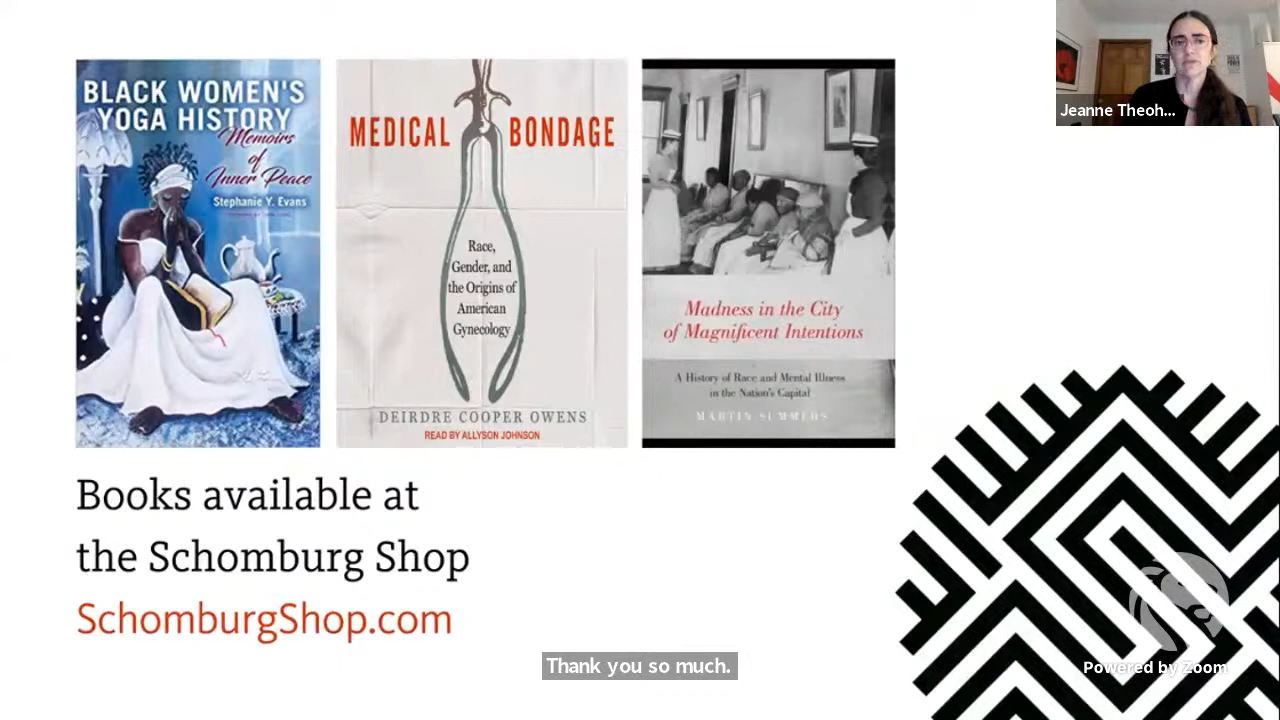 BLACK WOMEN'S
YOGA HISTORY
Memoirs
of
Inner Peace
Stephanie Y. Evans
MEDICAL BONDAGE
Race,
Gender, and
the Origins of
American
Gynecology
DEIRDRE COOPER OWENS
READ BY ALLYSON JOHNSON
Madness in the City
of Magnificent Intentions
A History of Race and Mental Illness
in the Nation's Capital
MARTIN SUMMERS
Jeanne Theoh...
Books available at
the Schomburg Shop
SchomburgShop.com
Thank you so much.
Powered by Zoom